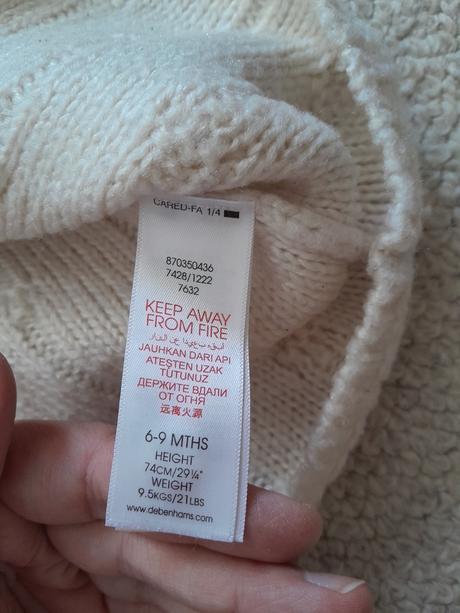 CARED-FA 1/4
870350436
7428/1222
7632
KEEP AWAY
FROM FIRE
JAUHKAN DARI API
ATEŞTEN UZAK
TUTUNUZ
ДЕРЖИТЕ ВДАЛИ
ОТ ОГНЯ
远离火源
6-9 MTHS
HEIGHT
74CM/29¼"
WEIGHT
9.5KGS/21LBS
www.debenhams.com